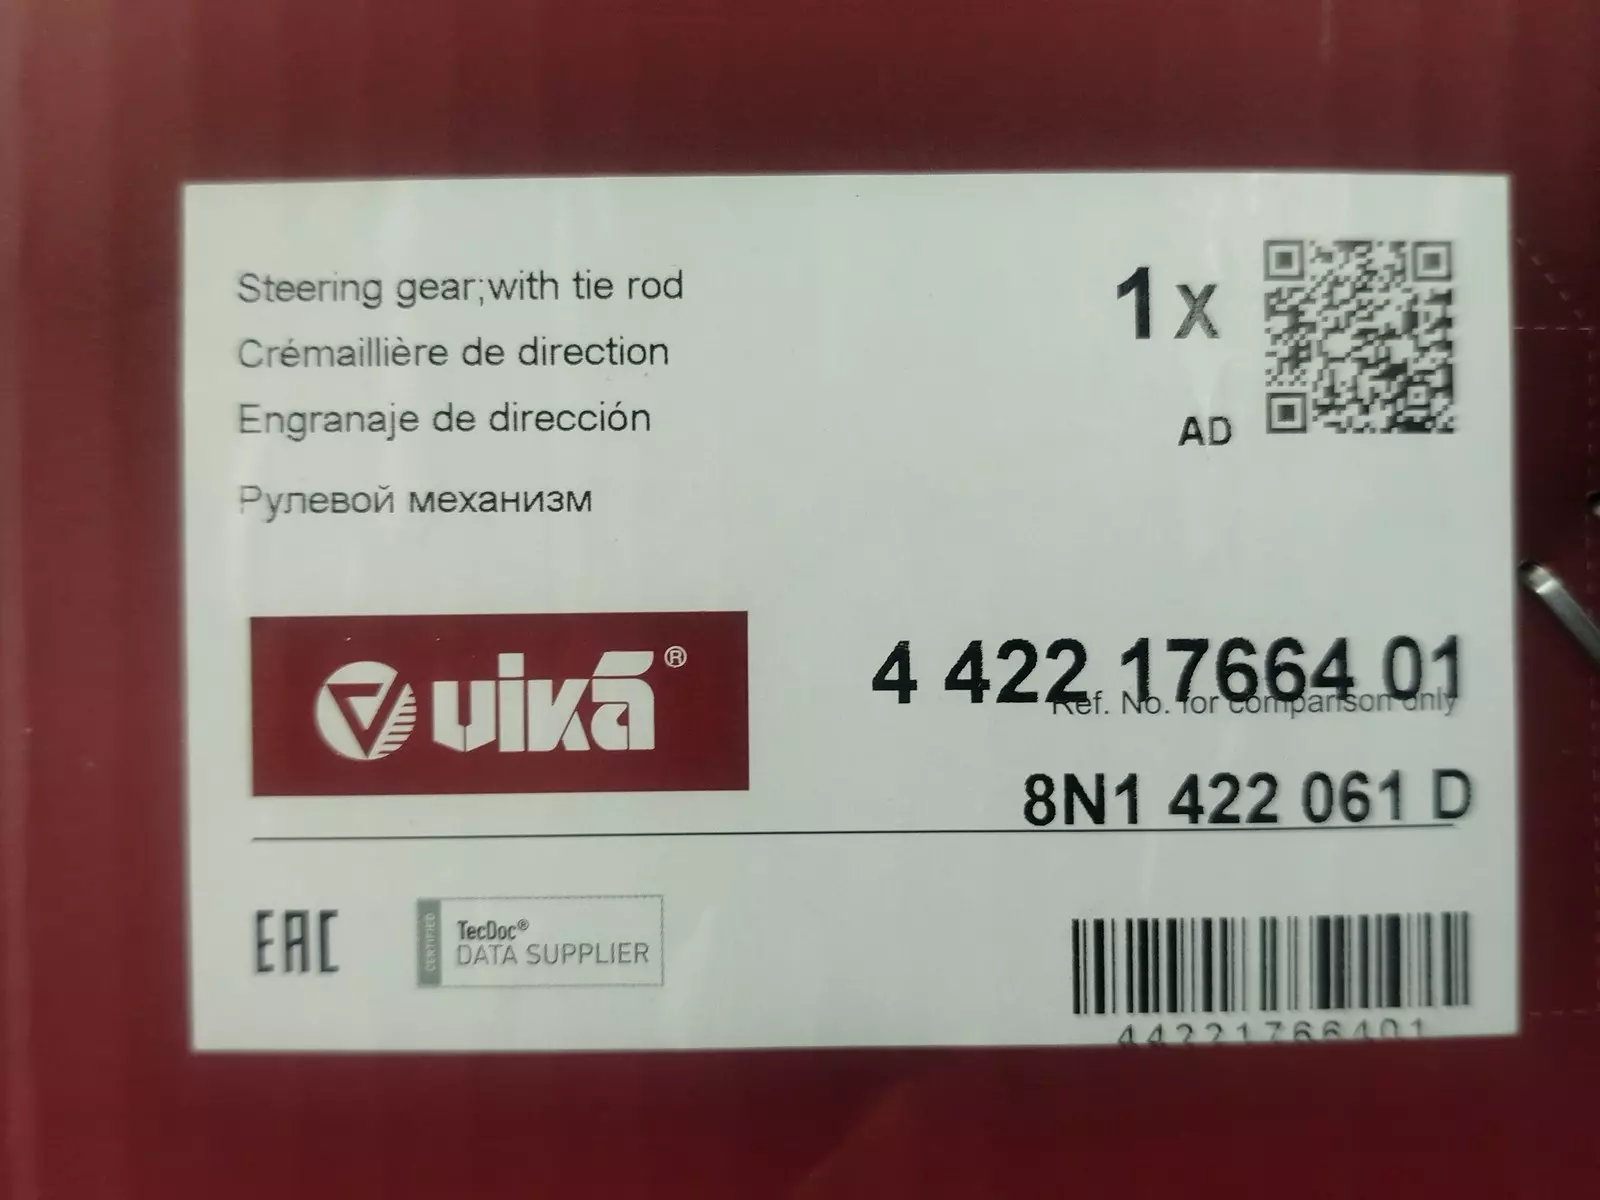 Steering gear;with tie rod
Crémaillière de direction
Engranaje de dirección
Рулевой механизм
1 x
AD
vika®
4 422 17664 01
Ref. No. for comparison only
8N1 422 061 D
EAC
CERTIFIED
TecDoc®
DATA SUPPLIER
44221766401